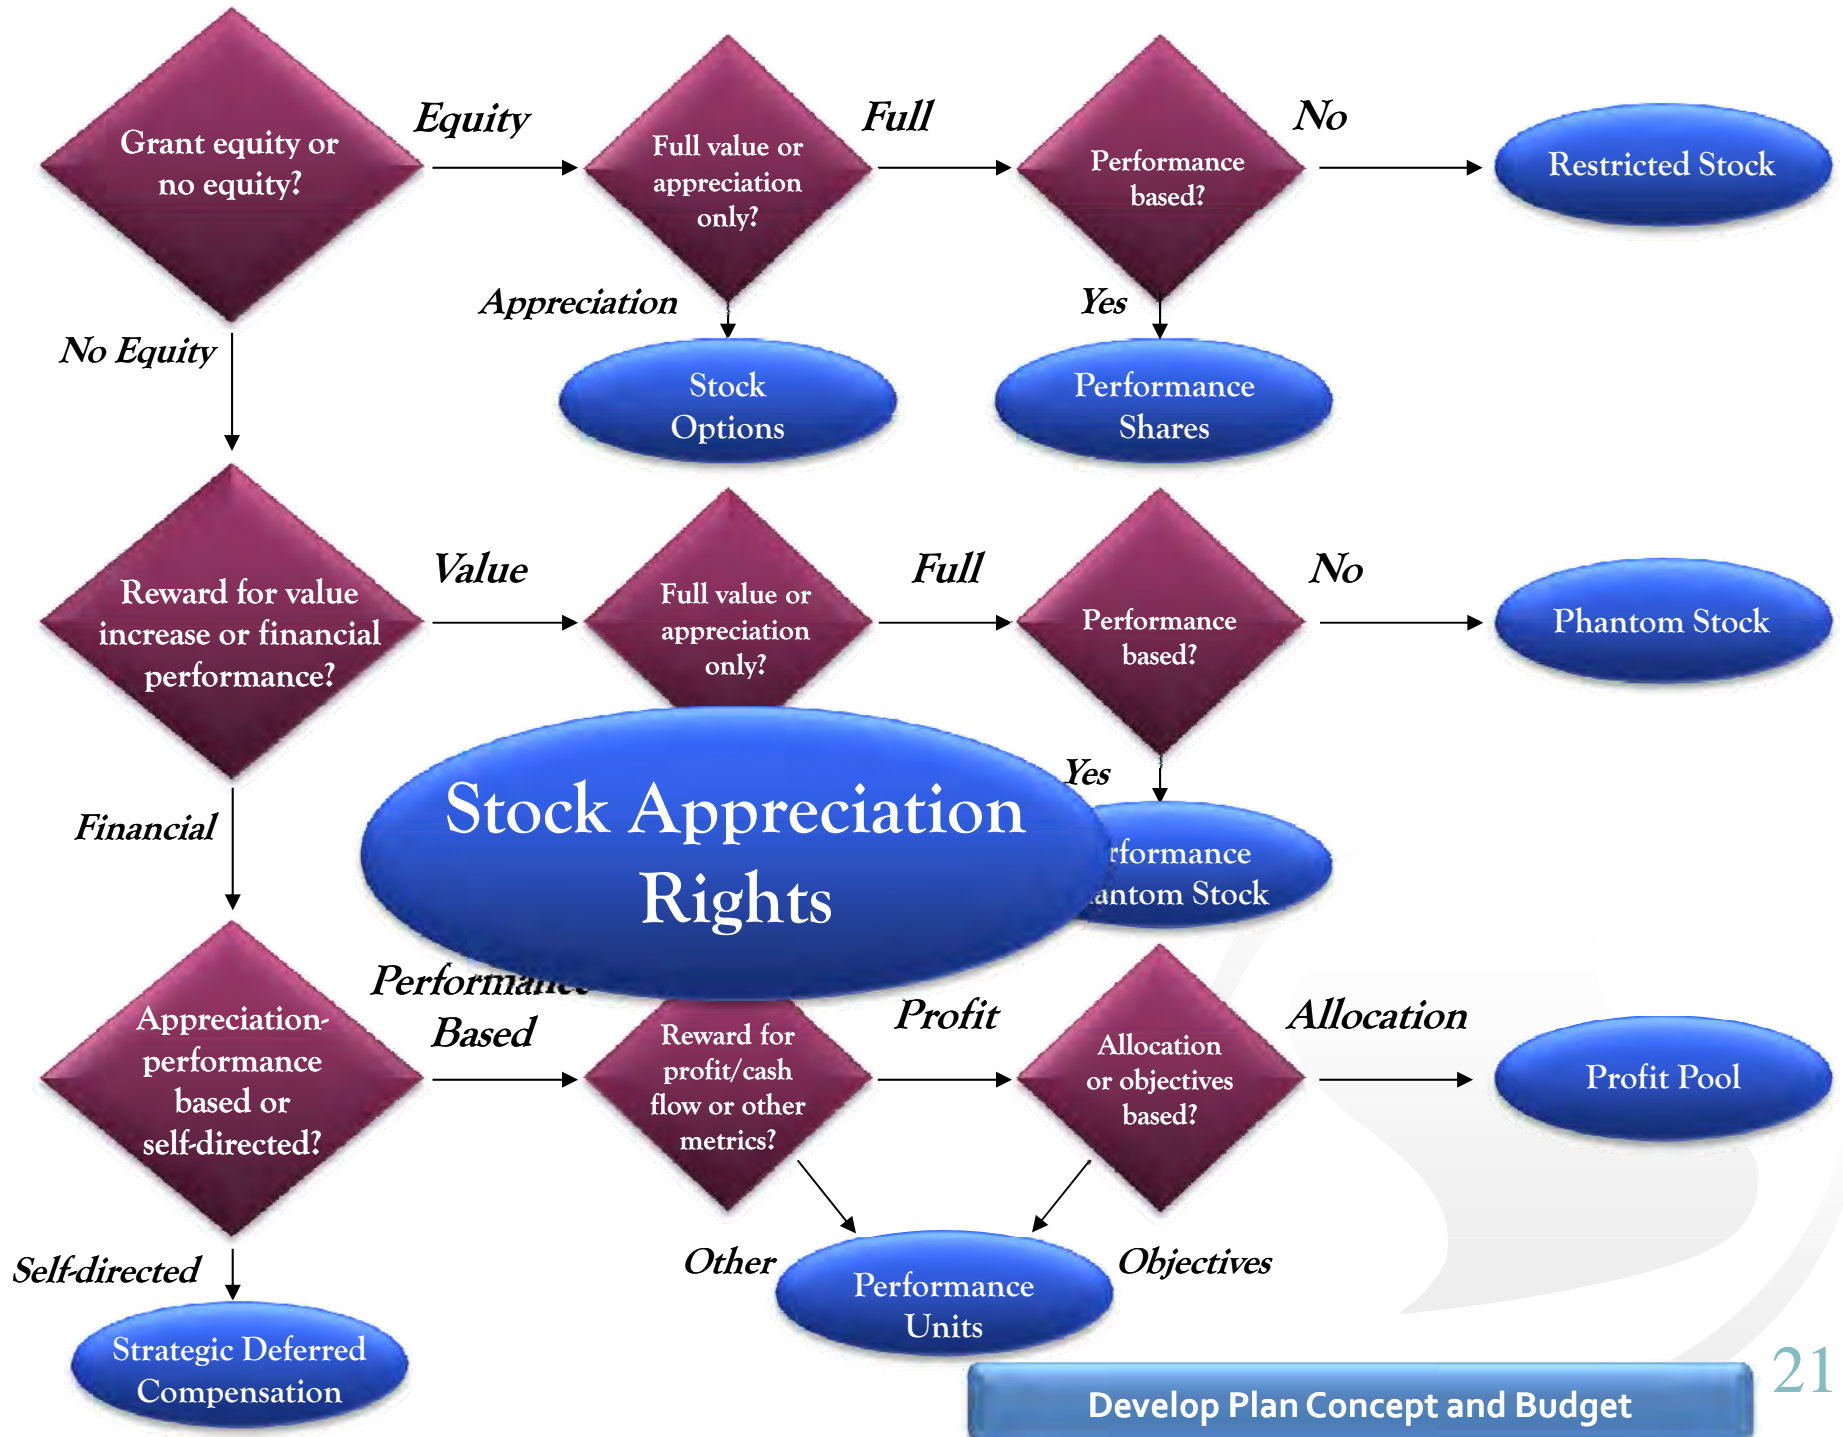 Grant equity or
no equity?
Equity
Full value or
appreciation
only?
Full
Performance
based?
No
Restricted Stock
Appreciation
Yes
No Equity
Stock
Options
Performance
Shares
Reward for value
increase or financial
performance?
Value
Full value or
appreciation
only?
Full
Performance
based?
No
Phantom Stock
Yes
Financial
Stock Appreciation
Rights
rformance
antom Stock
Appreciation-
performance
based or
self-directed?
Performance
Based
Reward for
profit/cash
flow or other
metrics?
Profit
Allocation
or objectives
based?
Allocation
Profit Pool
Self-directed
Other
Objectives
Performance
Units
Strategic Deferred
Compensation
Develop Plan Concept and Budget
21